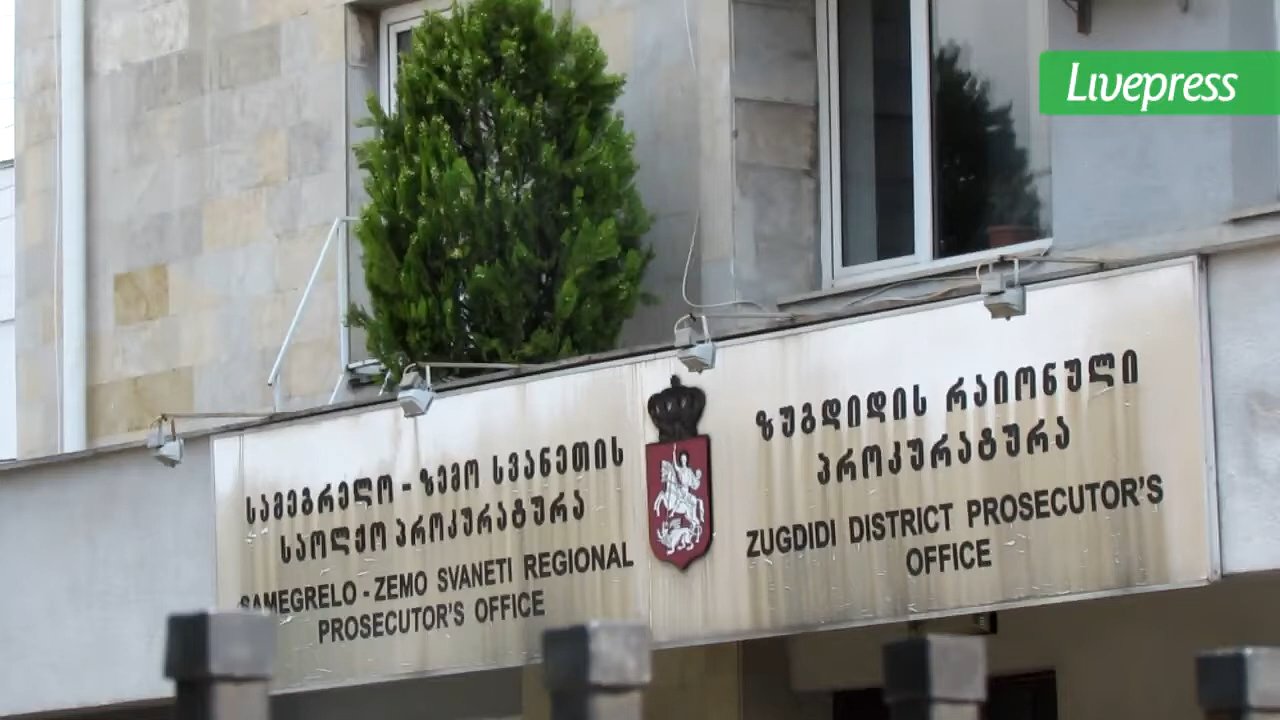 Livepress
სამეგრელო - ზემო სვანეთის
საოლქო პროკურატურა
SAMEGRELO - ZEMO SVANETI REGIONAL
PROSECUTOR'S OFFICE
ზუგდიდის რაიონული
პროკურატურა
ZUGDIDI DISTRICT PROSECUTOR'S
OFFICE